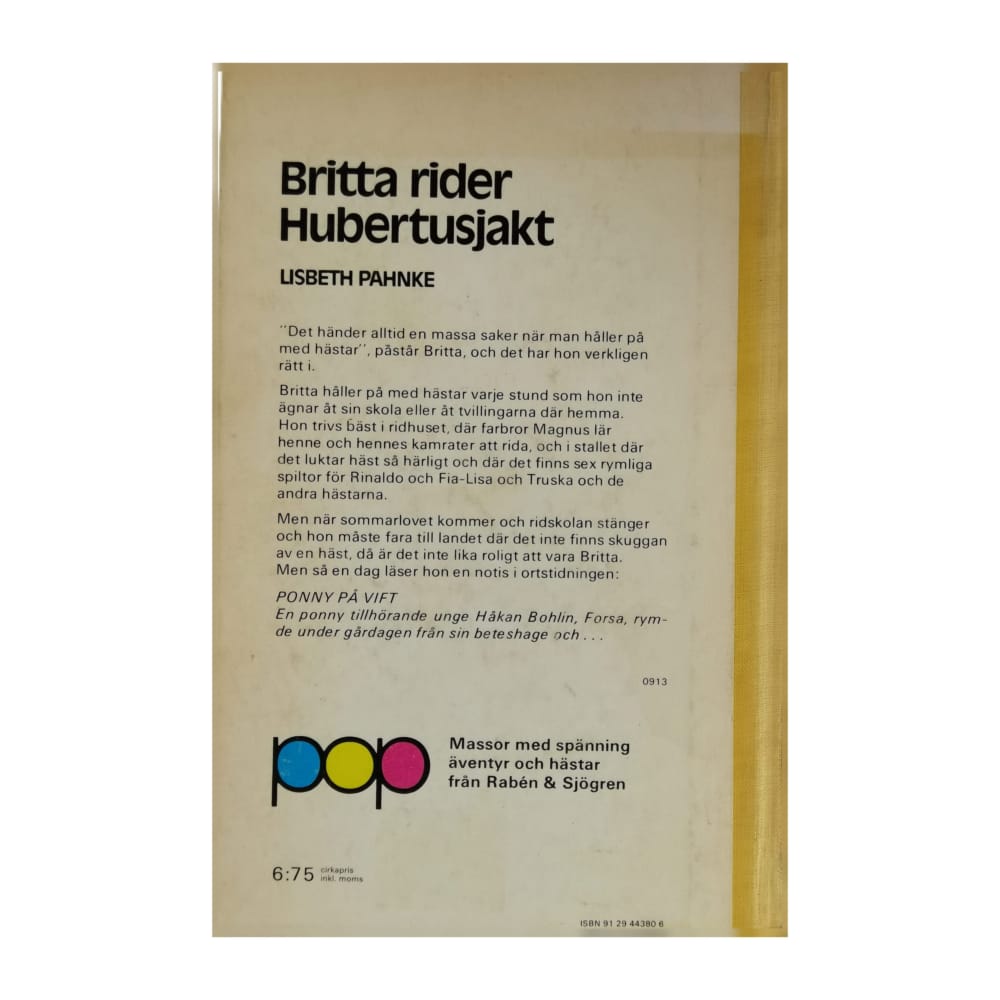 Britta rider
Hubertusjakt
LISBETH PAHNKE
"Det händer alltid en massa saker när man håller på
med hästar", påstår Britta, och det har hon verkligen
rätt i.
Britta håller på med hästar varje stund som hon inte
ägnar åt sin skola eller åt tvillingarna där hemma.
Hon trivs bäst i ridhuset, där farbror Magnus lär
henne och hennes kamrater att rida, och i stallet där
det luktar häst så härligt och där det finns sex rymliga
spiltor för Rinaldo och Fia-Lisa och Truska och de
andra hästarna.
Men när sommarlovet kommer och ridskolan stänger
och hon måste fara till landet där det inte finns skuggan
av en häst, då är det inte lika roligt att vara Britta.
Men så en dag läser hon en notis i ortstidningen:
PONNY PÅ VIFT
En ponny tillhörande unge Håkan Bohlin, Forsa, rym-
de under gårdagen från sin beteshage och . . .
0913
pop
Massor med spänning
äventyr och hästar
från Rabén & Sjögren
6:75 cirkapris
inkl. moms
ISBN 91 29 44380 6